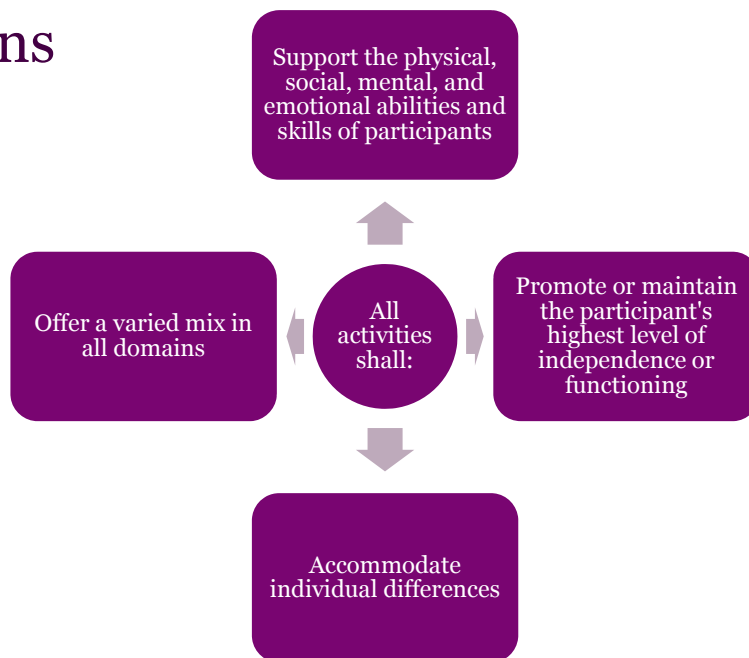 ns
Support the physical,
social, mental, and
emotional abilities and
skills of participants
Offer a varied mix in
all domains
All
activities
shall:
Promote or maintain
the participant's
highest level of
independence or
functioning
Accommodate
individual differences